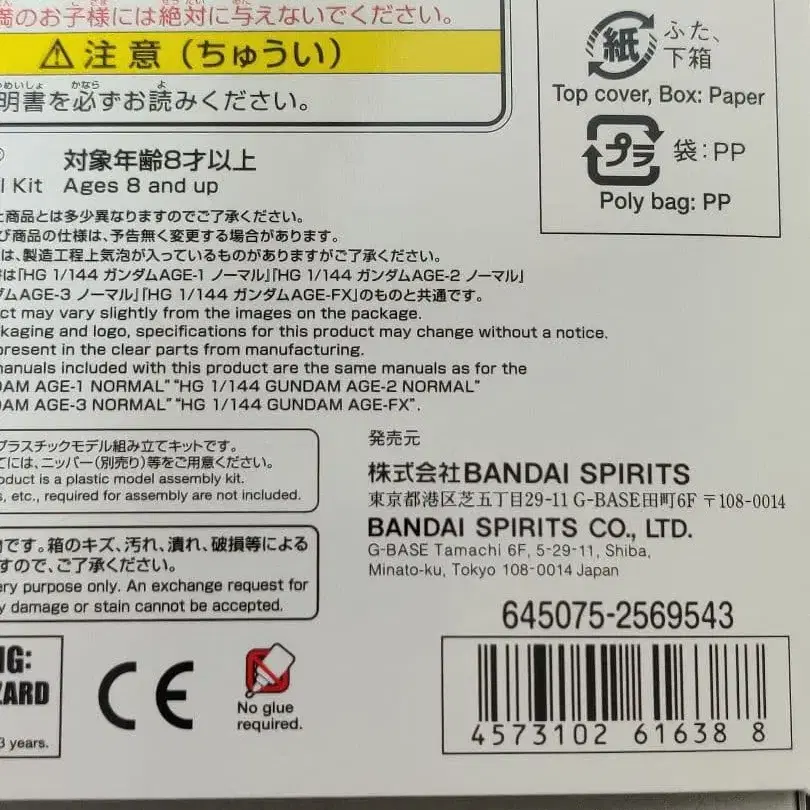 満のお子様には絶対に与えないでください。
注意（ちゅうい）
明書を必ずお読みください。
対象年齢8才以上
l Kit Ages 8 and up
と商品とは多少異なりますのでご了承ください。
び商品の仕様は、予告無く変更する場合があります。
は、製造工程上気泡が入っているものがありますがご了承ください。
は「HG 1/144 ガンダムAGE-1 ノーマル」「HG 1/144 ガンダムAGE-2 ノーマル」
ダムAGE-3 ノーマル」「HG 1/144 ガンダムAGE-FX」のものと共通です。
ct may vary slightly from the images on the package.
kaging and logo, specifications for this product may change without a notice.
present in the clear parts from manufacturing.
manuals included with this product are the same manuals as for the
DAM AGE-1 NORMAL" "HG 1/144 GUNDAM AGE-2 NORMAL"
DAM AGE-3 NORMAL" "HG 1/144 GUNDAM AGE-FX".
プラスチックモデル組み立てキットです。
てには、ニッパー（別売り）等をご用意ください。
oduct is a plastic model assembly kit.
s, etc., required for assembly are not included.
物です。箱のキズ、汚れ、潰れ、破損等による
すので、ご了承ください。
ery purpose only. An exchange request for
y damage or stain cannot be accepted.
NG:
ZARD
3 years.
CE
No glue
required.
紙 ふた、
下箱
Top cover, Box: Paper
プラ 袋：PP
Poly bag: PP
発売元
株式会社BANDAI SPIRITS
東京都港区芝五丁目29-11 G-BASE田町6F 〒108-0014
BANDAI SPIRITS CO., LTD.
G-BASE Tamachi 6F, 5-29-11, Shiba,
Minato-ku, Tokyo 108-0014 Japan
645075-2569543
4573102 61638 8